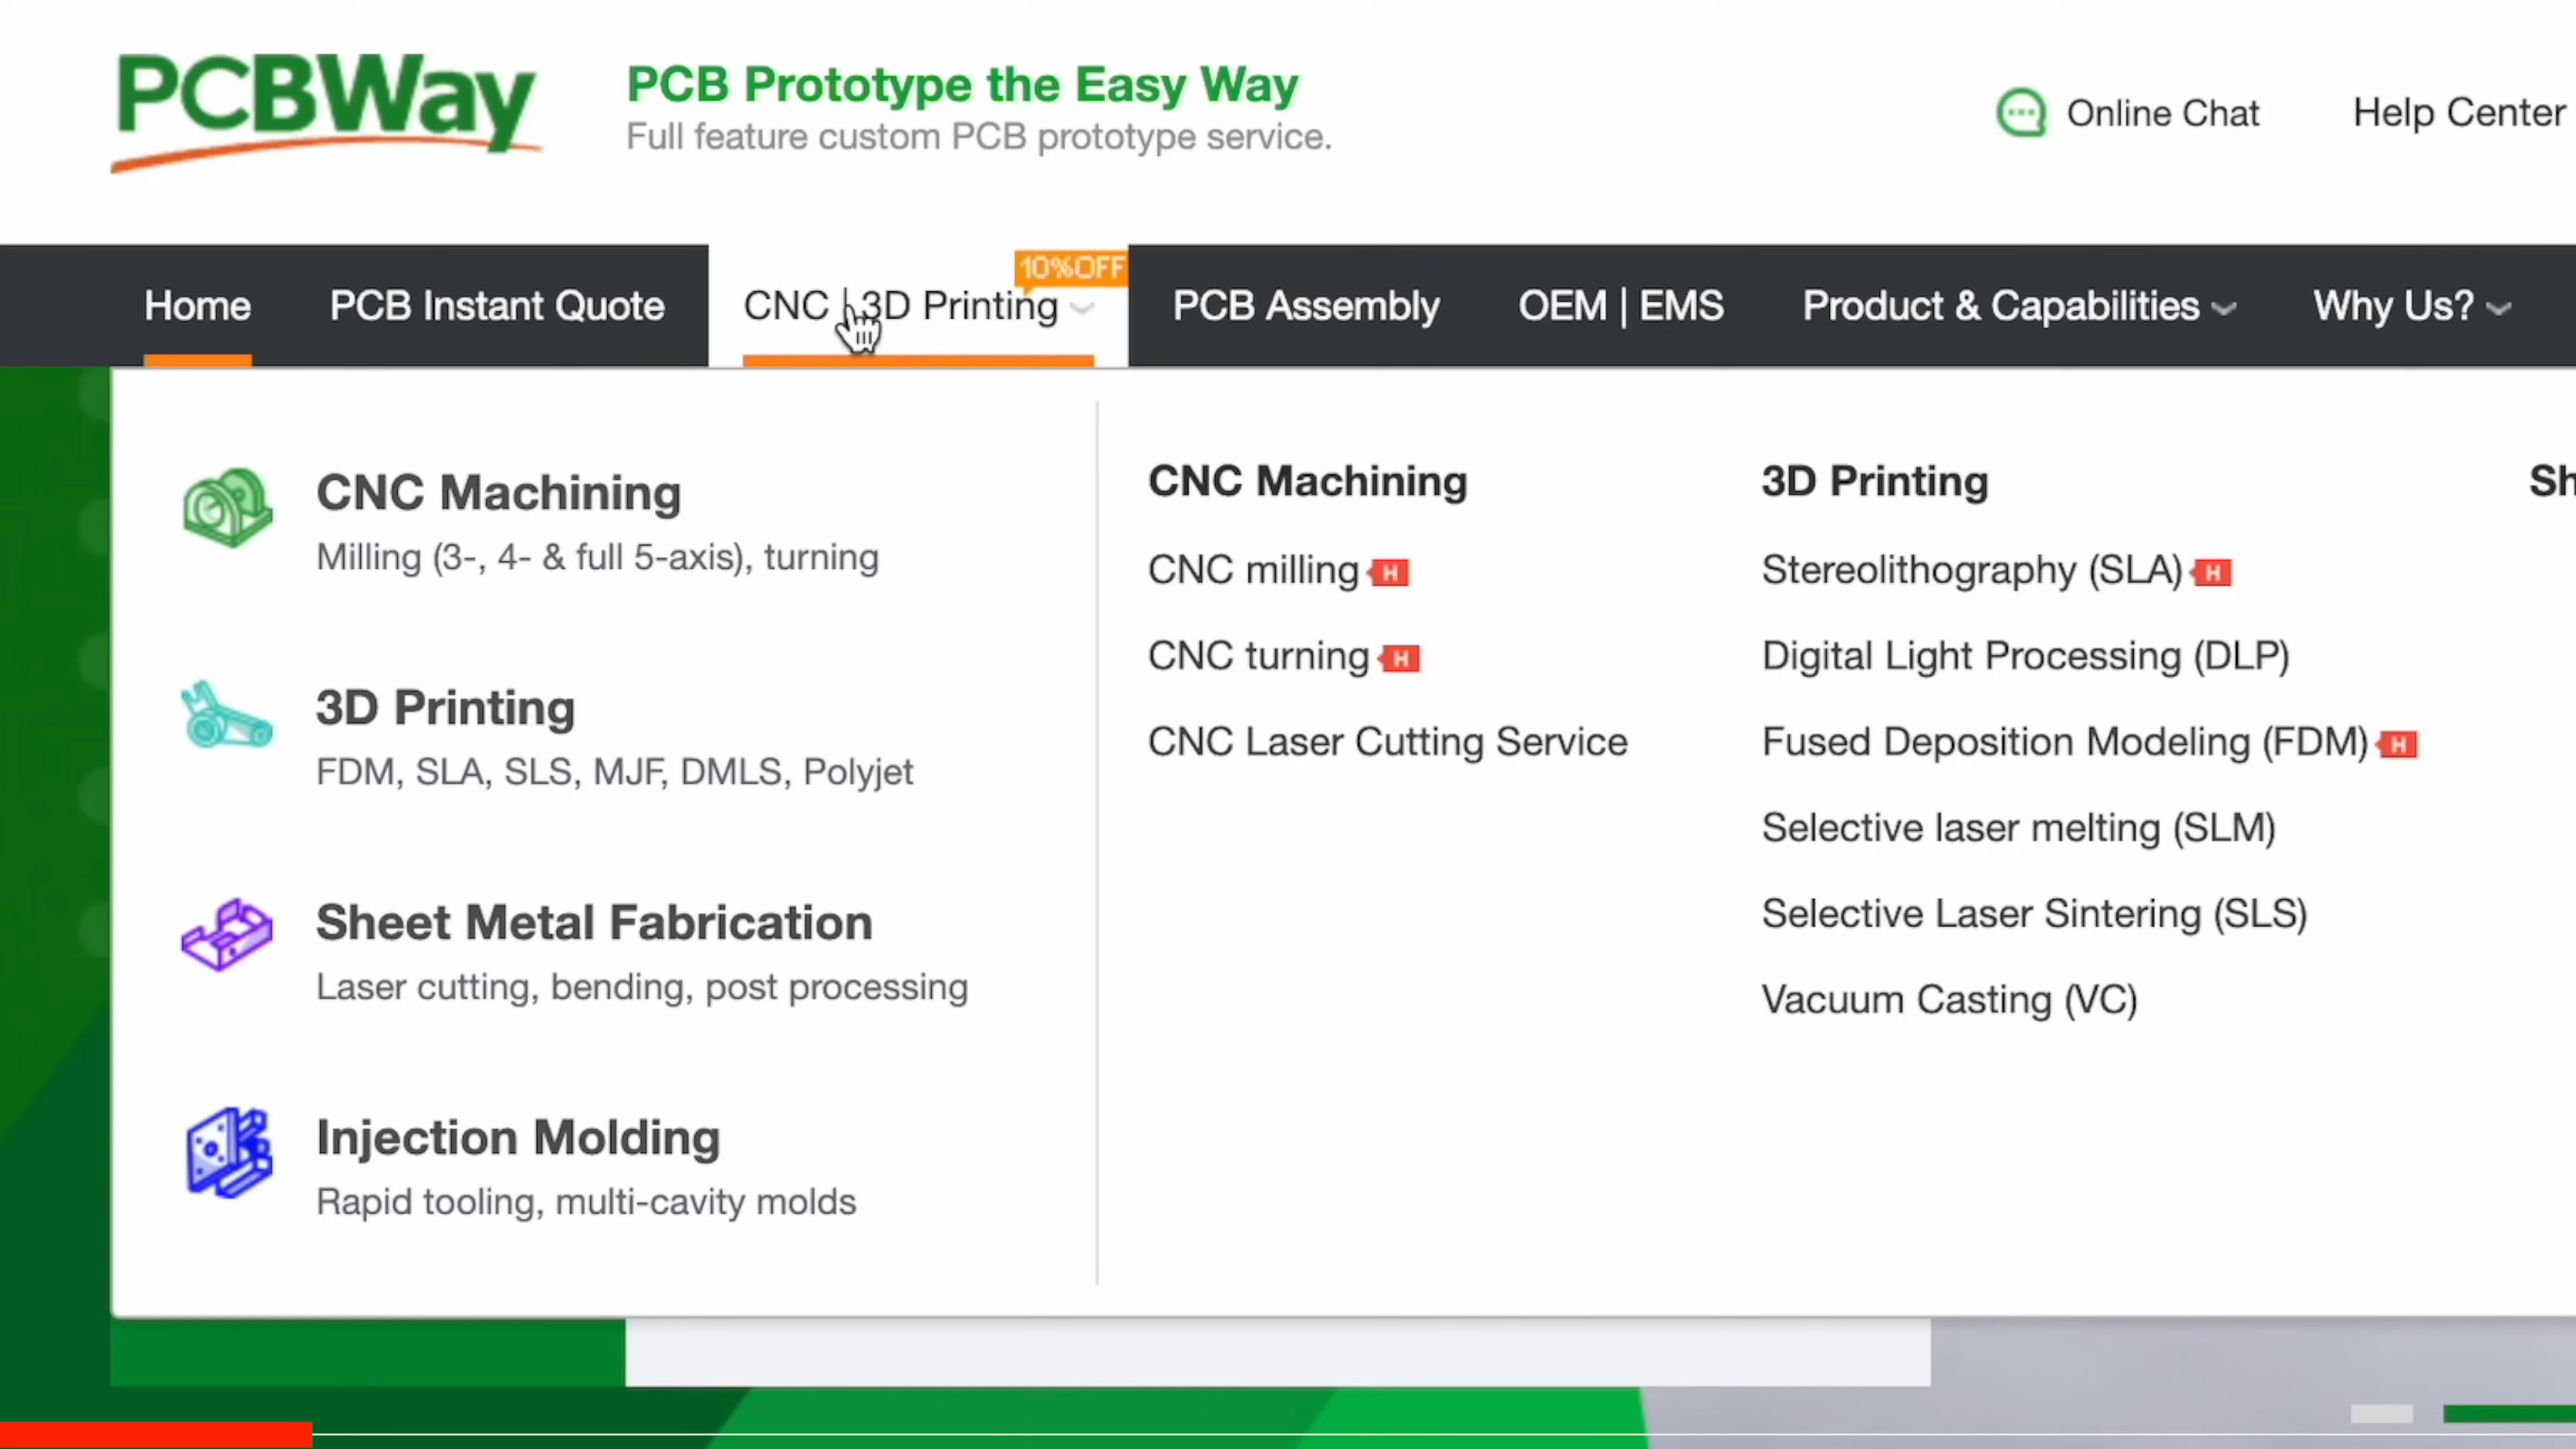 PCBWay
PCB Prototype the Easy Way
Full feature custom PCB prototype service.
Online Chat
Help Center
10%OFF
Home
PCB Instant Quote
CNC | 3D Printing
PCB Assembly
OEM | EMS
Product & Capabilities
Why Us?
CNC Machining
Milling (3-, 4- & full 5-axis), turning
3D Printing
FDM, SLA, SLS, MJF, DMLS, Polyjet
Sheet Metal Fabrication
Laser cutting, bending, post processing
Injection Molding
Rapid tooling, multi-cavity molds
CNC Machining
CNC milling H
CNC turning H
CNC Laser Cutting Service
3D Printing
Stereolithography (SLA) H
Digital Light Processing (DLP)
Fused Deposition Modeling (FDM) H
Selective laser melting (SLM)
Selective Laser Sintering (SLS)
Vacuum Casting (VC)
Sh